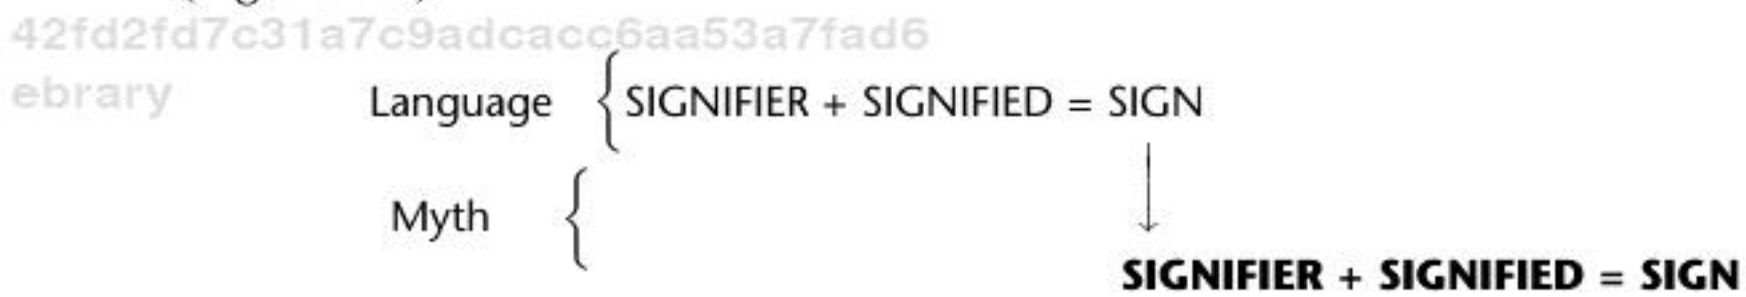 42fd2fd7c31a7c9adcacc6aa53a7fad6
ebrary
Language { SIGNIFIER + SIGNIFIED = SIGN
Myth {
SIGNIFIER + SIGNIFIED = SIGN